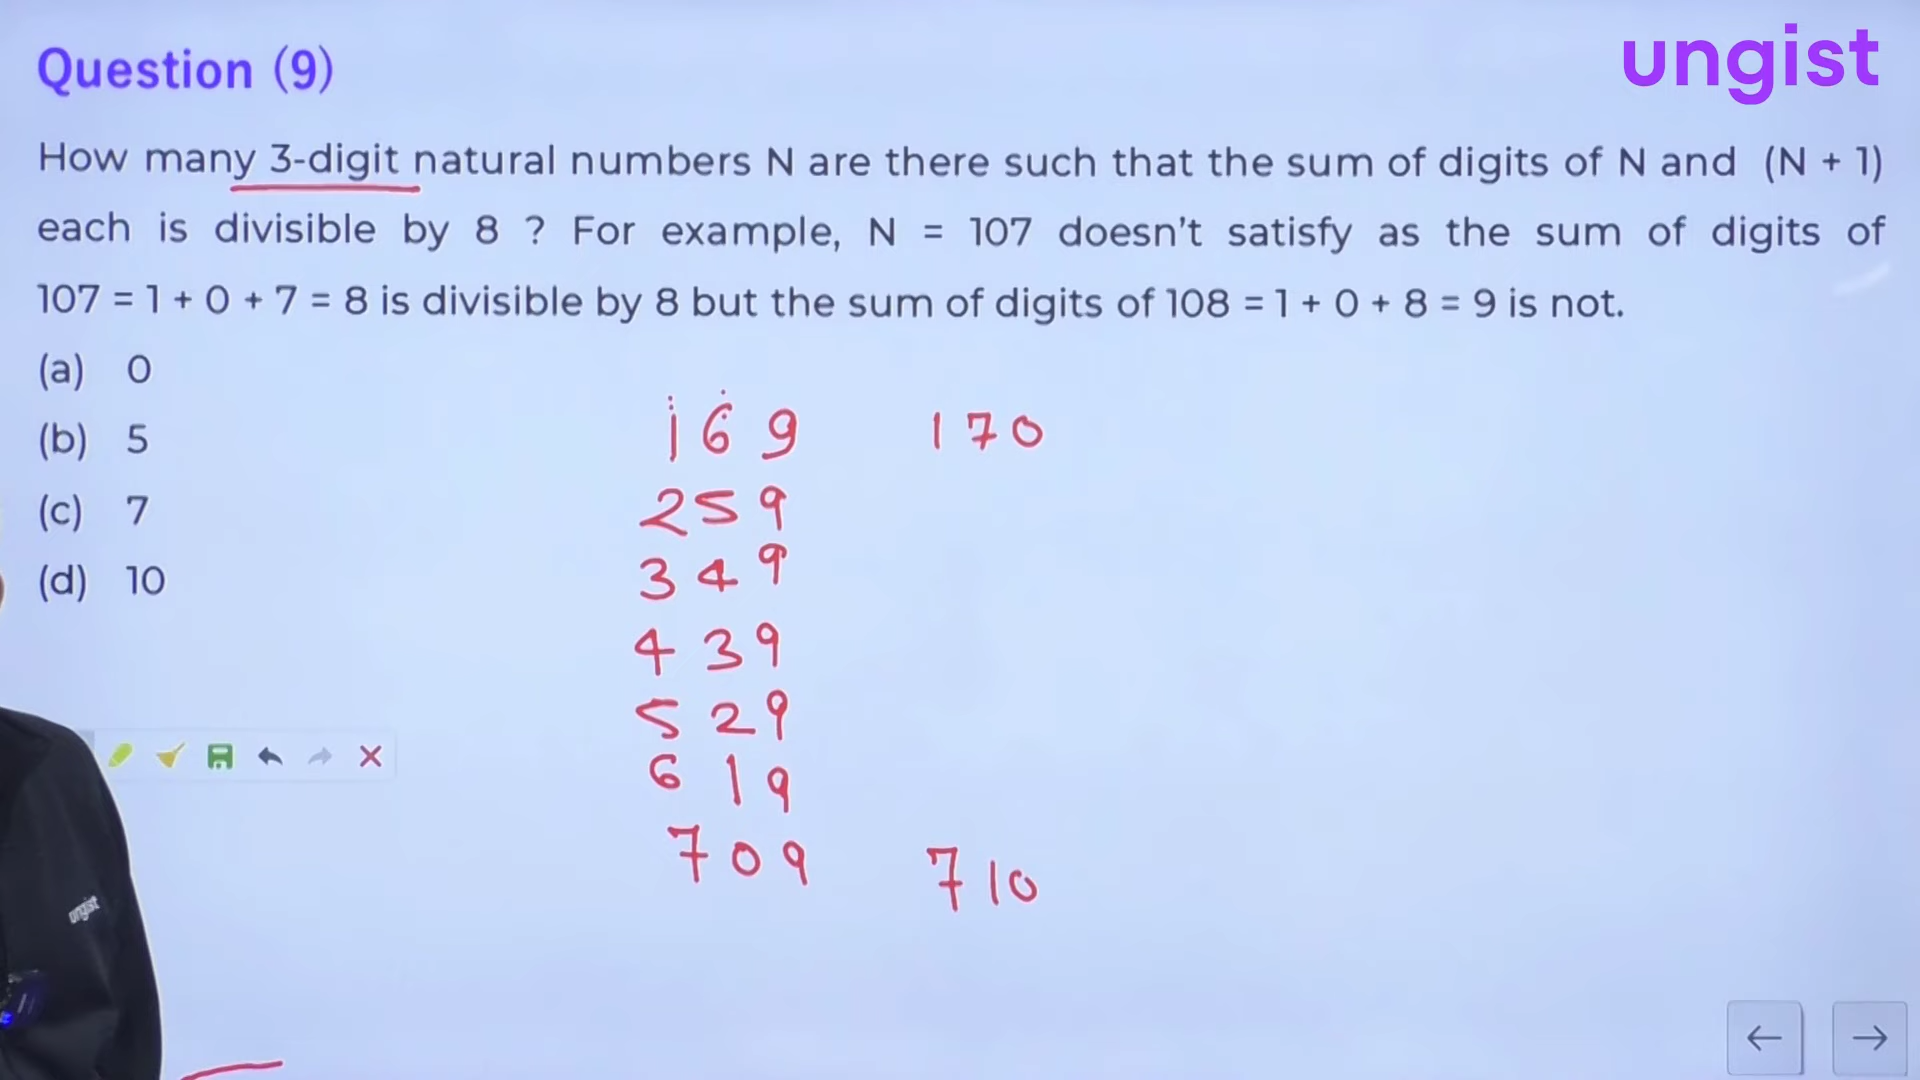 Question (9)
ungist
How many 3-digit natural numbers N are there such that the sum of digits of N and (N + 1)
each is divisible by 8 ? For example, N = 107 doesn't satisfy as the sum of digits of
107 = 1 + 0 + 7 = 8 is divisible by 8 but the sum of digits of 108 = 1 + 0 + 8 = 9 is not.
(a) 0
(b) 5
(c) 7
(d) 10
169 170
259
349
439
529
619
709 710
ungist